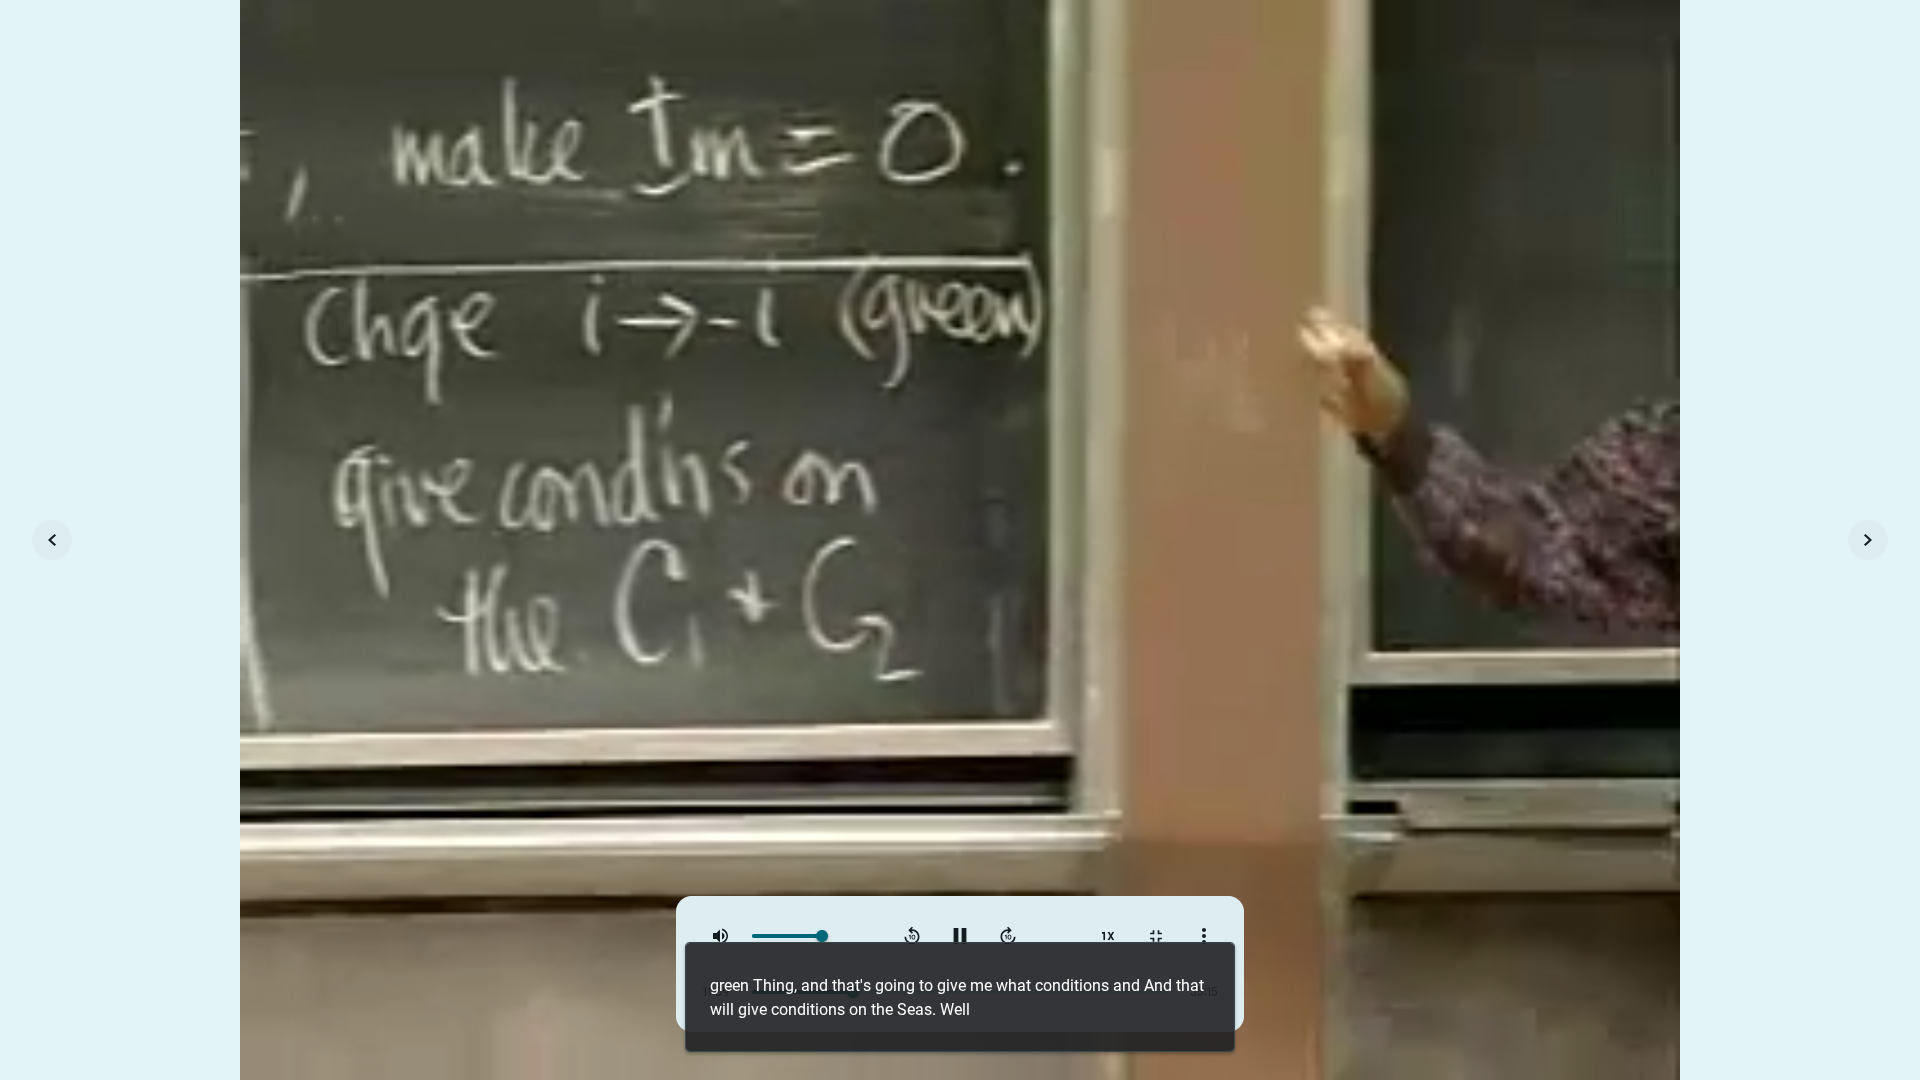 , make Im = 0.
Chge i → -i (green)
give condit'ns on
the C₁ + C₂
1X
green Thing, and that's going to give me what conditions and And that
will give conditions on the Seas. Well